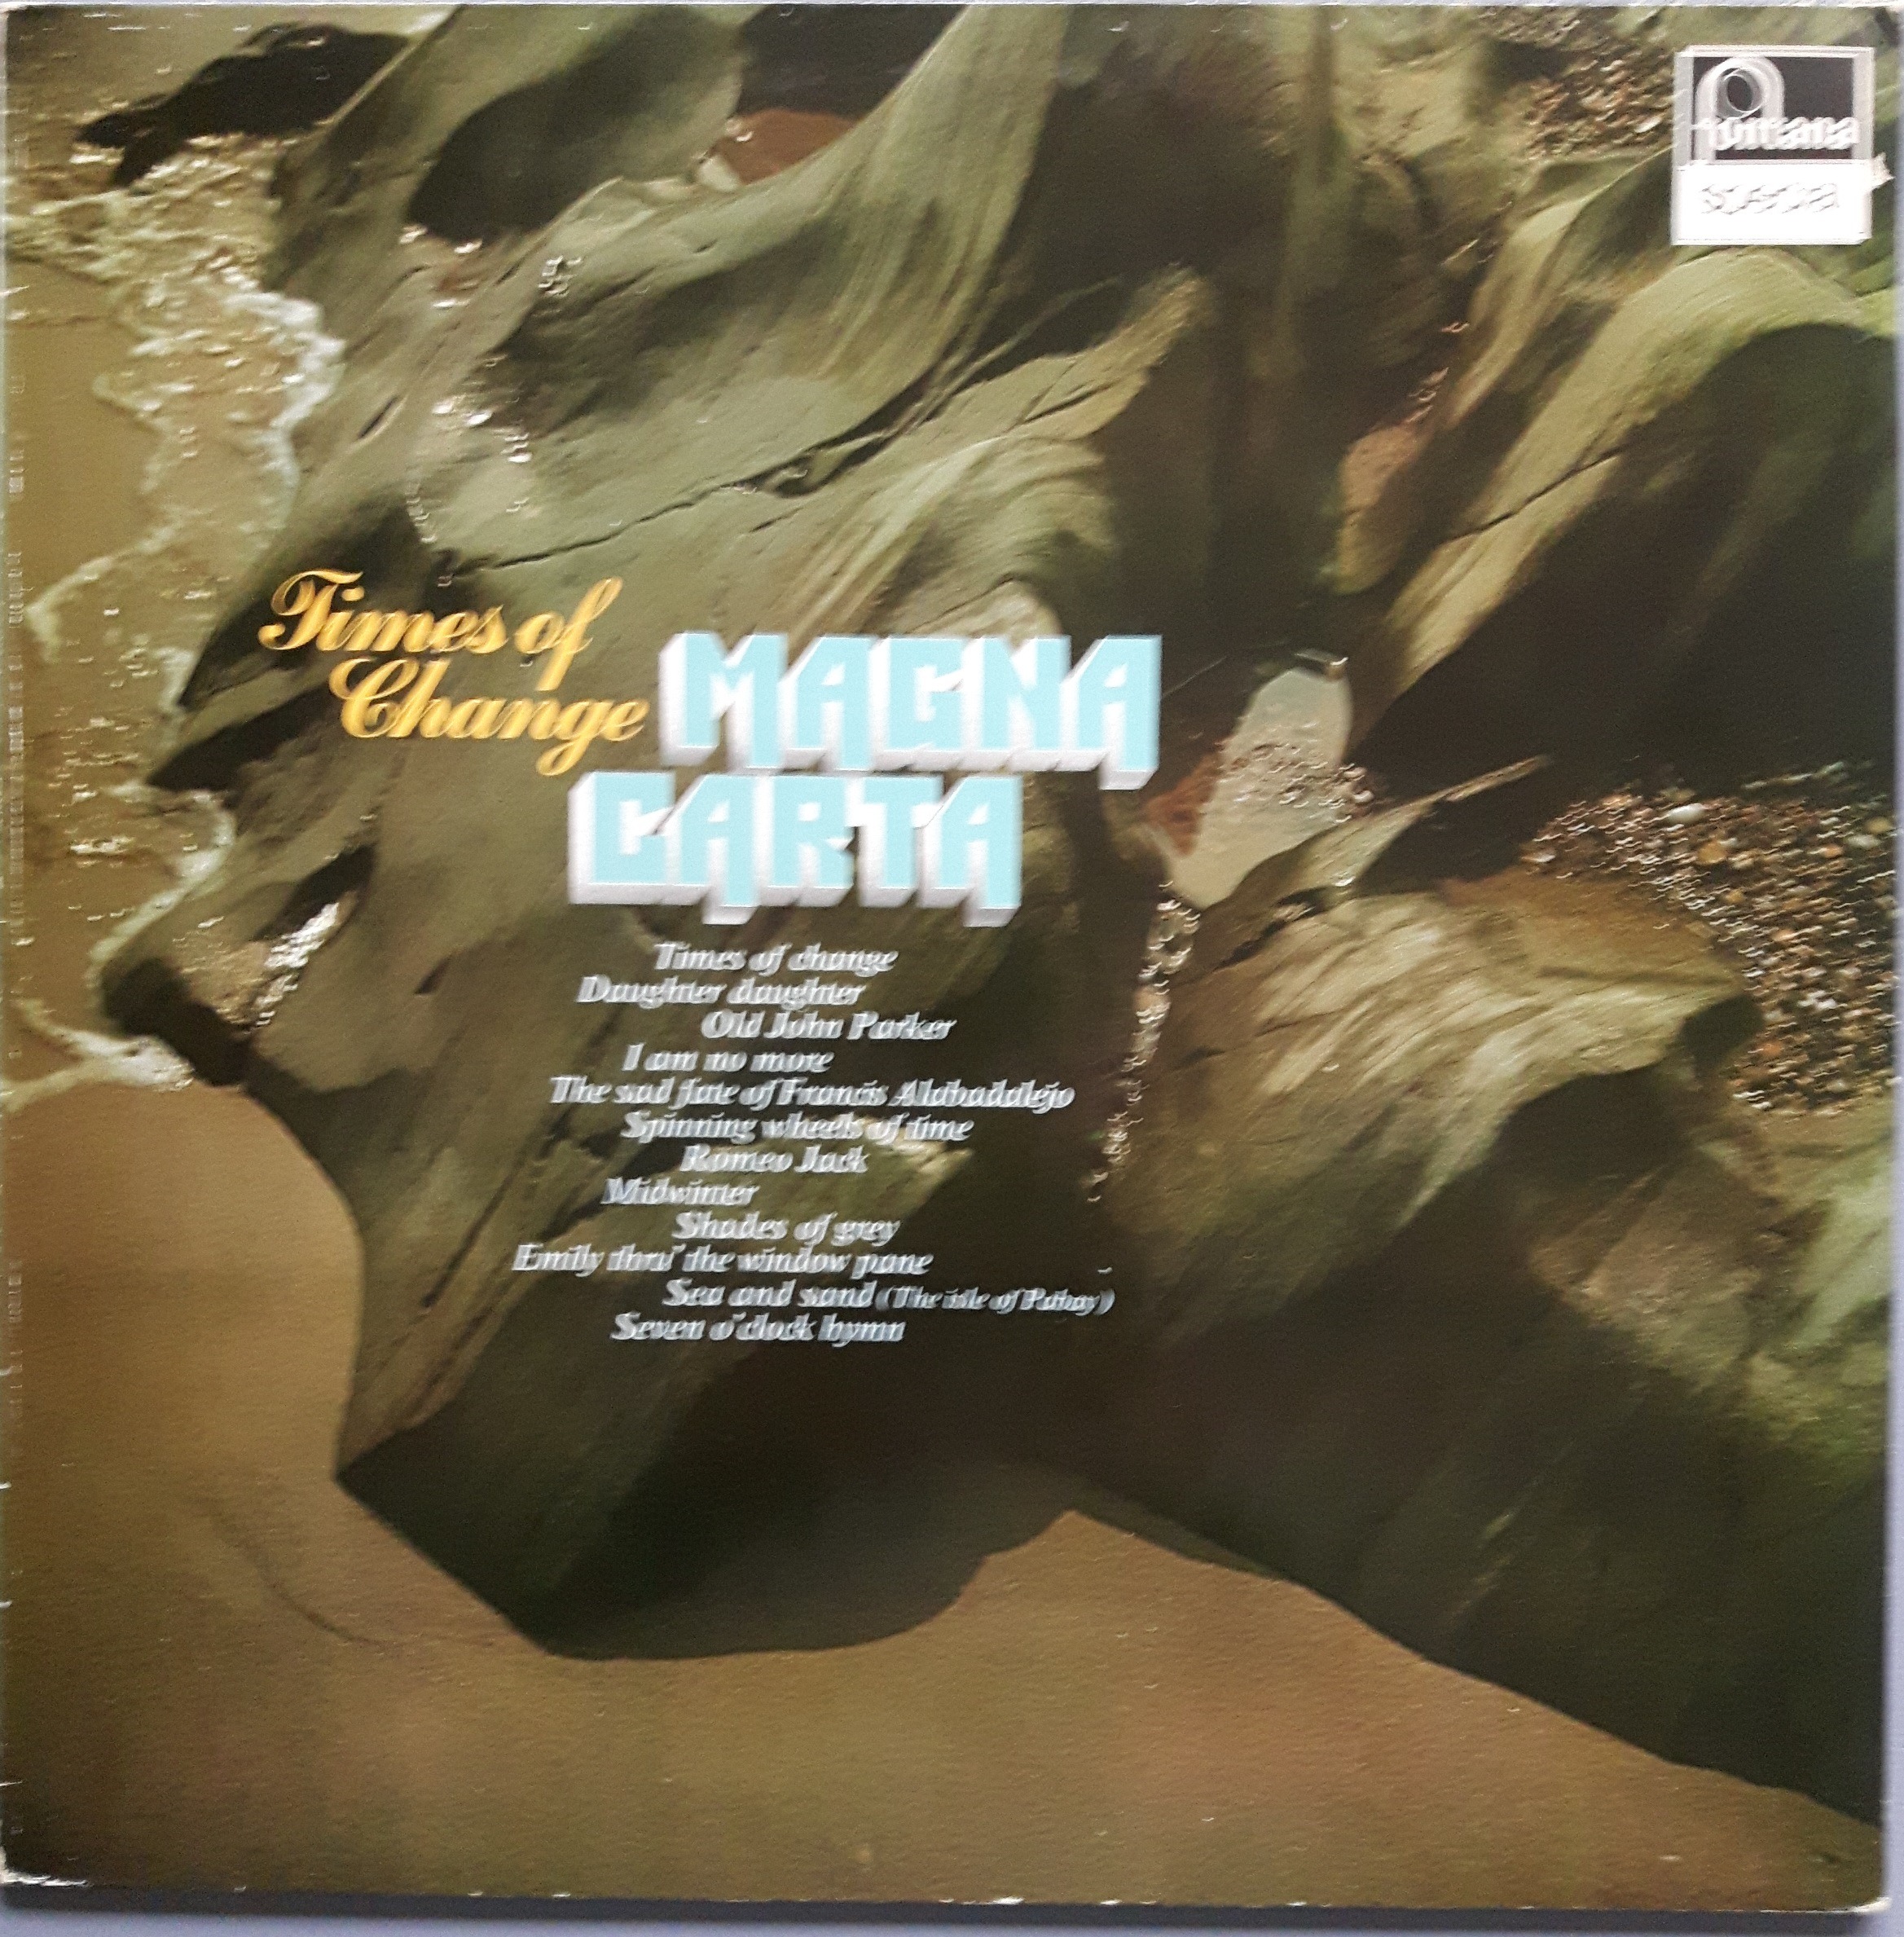 fontana
special
Times of
Change
MAGNA
CARTA
Times of change
Daughter daughter
Old John Parker
I am no more
The sad fate of Francis Alabadalejo
Spinning wheels of time
Romeo Jack
Midwinter
Shades of grey
Emily thru' the window pane
Sea and sand (The isle of Pabay)
Seven o'clock hymn